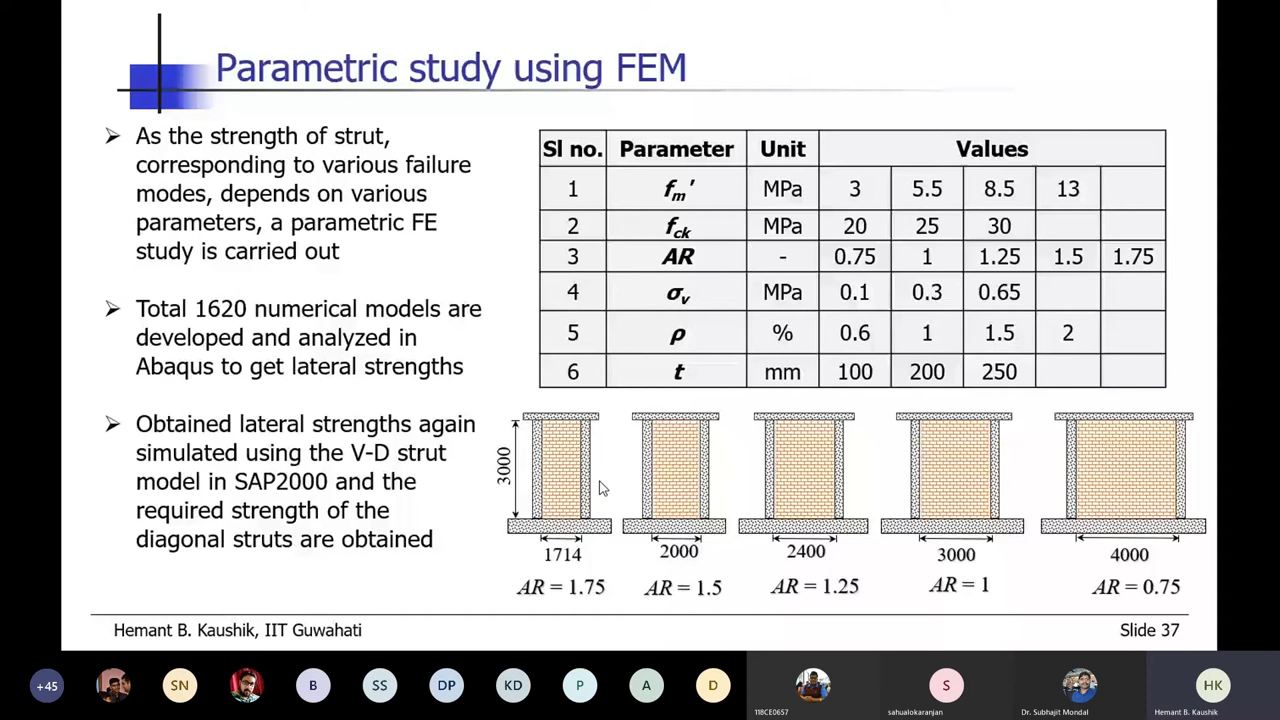 Parametric study using FEM
➢ As the strength of strut,
corresponding to various failure
modes, depends on various
parameters, a parametric FE
study is carried out
➢ Total 1620 numerical models are
developed and analyzed in
Abaqus to get lateral strengths
➢ Obtained lateral strengths again
simulated using the V-D strut
model in SAP2000 and the
required strength of the
diagonal struts are obtained
Sl no. Parameter Unit Values
1 fm′ MPa 3 5.5 8.5 13
2 fck MPa 20 25 30
3 AR - 0.75 1 1.25 1.5 1.75
4 σv MPa 0.1 0.3 0.65
5 ρ % 0.6 1 1.5 2
6 t mm 100 200 250
3000
1714 2000 2400 3000 4000
AR = 1.75 AR = 1.5 AR = 1.25 AR = 1 AR = 0.75
Hemant B. Kaushik, IIT Guwahati Slide 37
+45 SN B SS DP KD P A D S HK
118CE0657 sahualokaranjan Dr. Subhajit Mondal Hemant B. Kaushik